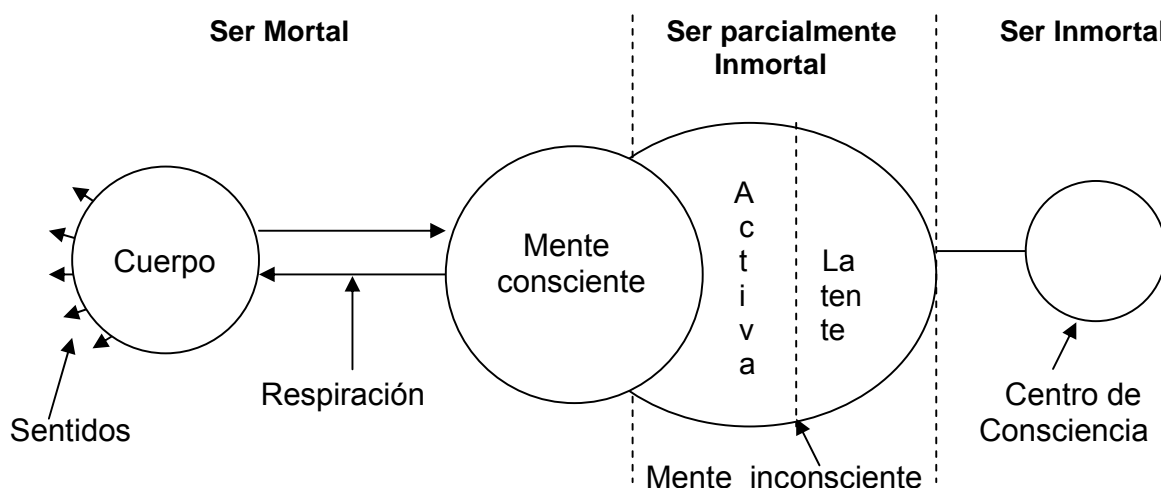 Ser Mortal
Ser parcialmente
Inmortal
Ser Inmortal
Cuerpo
Mente
consciente
A
c
t
i
v
a
La
ten
te
Respiración
Sentidos
Centro de
Consciencia
Mente inconsciente